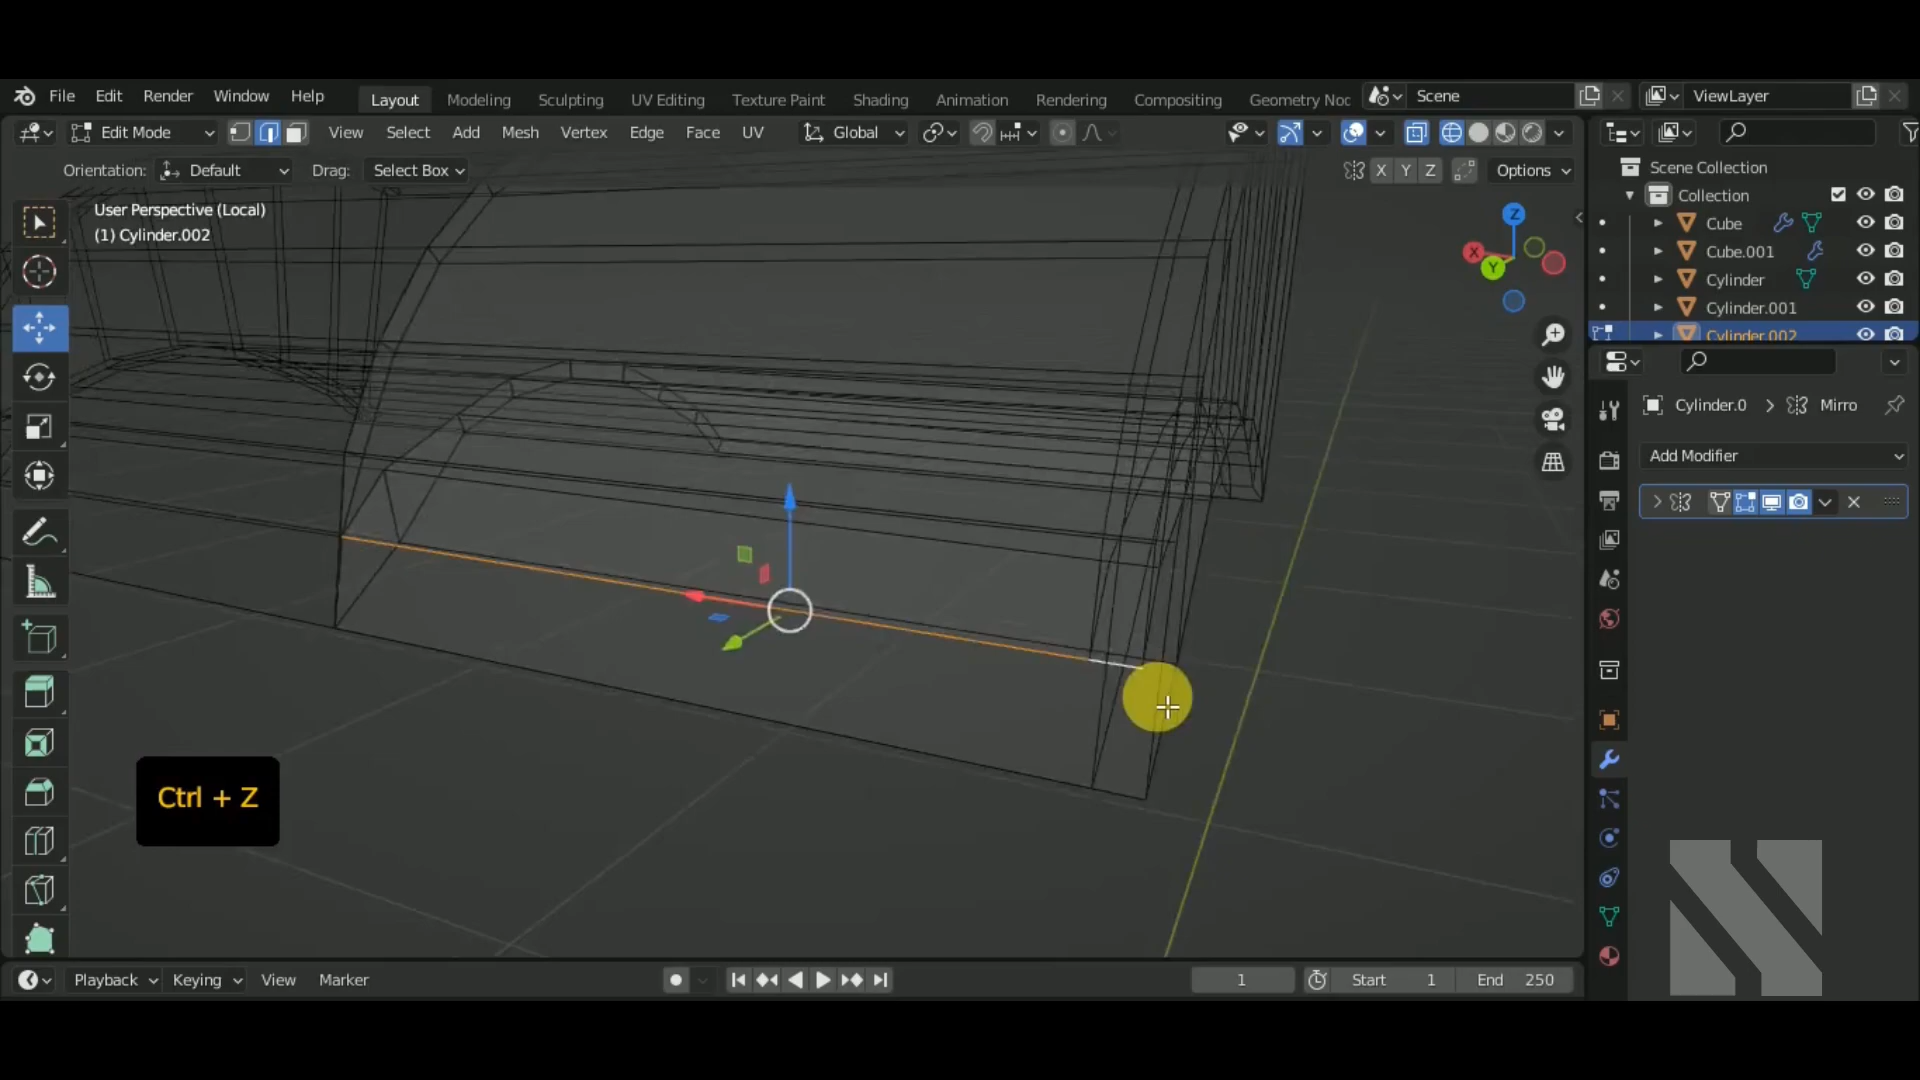 File Edit Render Window Help Layout Modeling Sculpting UV Editing Texture Paint Shading Animation Rendering Compositing Geometry Noc Scene ViewLayer
Edit Mode View Select Add Mesh Vertex Edge Face UV Global
Orientation: Default Drag: Select Box X Y Z Options
Scene Collection
Collection
Cube
Cube.001
Cylinder
Cylinder.001
Cylinder.002
User Perspective (Local)
(1) Cylinder.002
Z
X
Y
Cylinder.0 Mirro
Add Modifier
Ctrl + Z
Playback Keying View Marker 1 Start 1 End 250